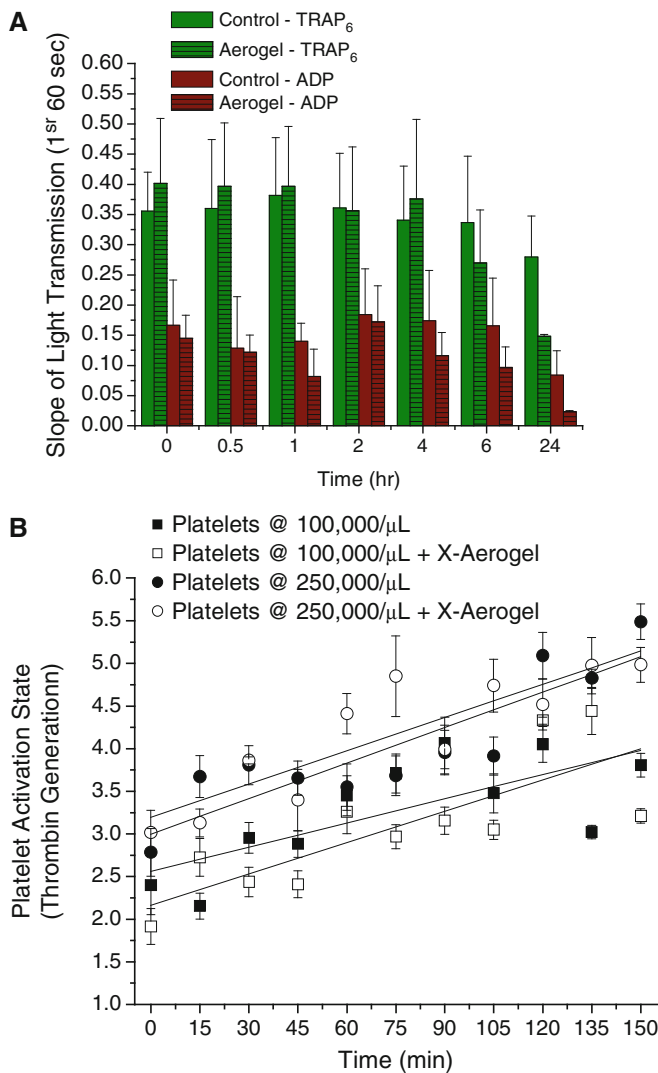 A
Control - TRAP6
Aerogel - TRAP6
Control - ADP
Aerogel - ADP
Slope of Light Transmission (1sr 60 sec)
0.60
0.55
0.50
0.45
0.40
0.35
0.30
0.25
0.20
0.15
0.10
0.05
0.00
0 0.5 1 2 4 6 24
Time (hr)
B
Platelets @ 100,000/μL
Platelets @ 100,000/μL + X-Aerogel
Platelets @ 250,000/μL
Platelets @ 250,000/μL + X-Aerogel
Platelet Activation State
(Thrombin Generationn)
6.0
5.5
5.0
4.5
4.0
3.5
3.0
2.5
2.0
1.5
1.0
0 15 30 45 60 75 90 105 120 135 150
Time (min)